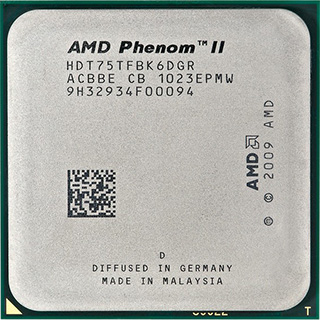 AMD Phenom™ II
HDT75TFBK6DGR
ACBBE CB 1023EPMW
9H32934F00094
AMD
© 2009 AMD
D
DIFFUSED IN GERMANY
MADE IN MALAYSIA
T